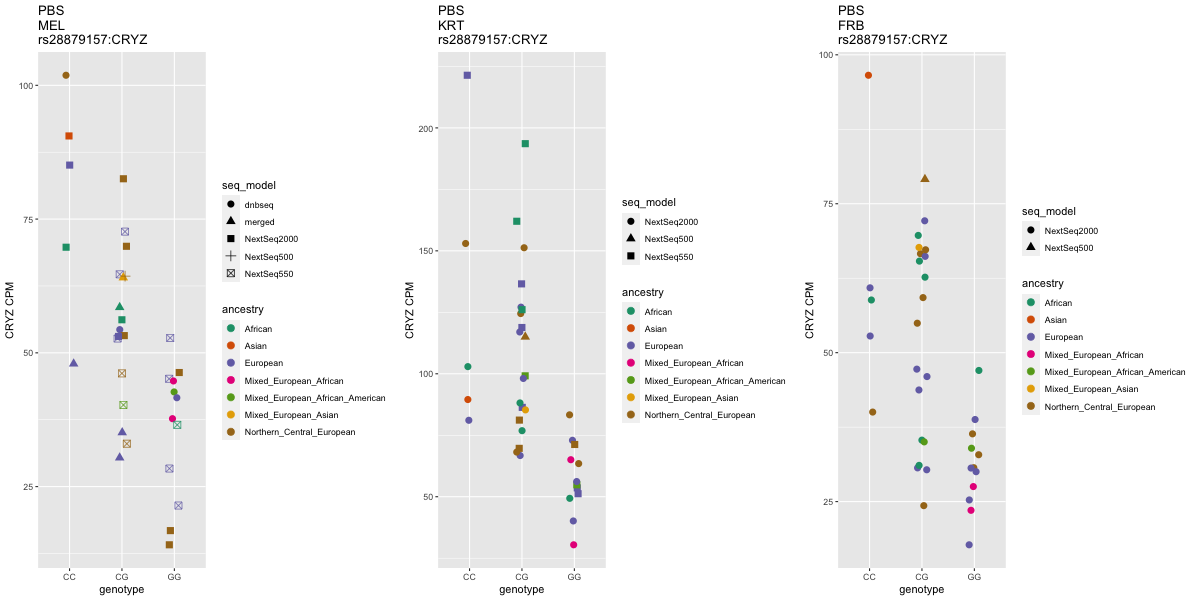 PBS
MEL
rs28879157:CRYZ
100
75
50
25
CRYZ CPM
CC
CG
GG
genotype
seq_model
dnbseq
merged
NextSeq2000
NextSeq500
NextSeq550
ancestry
African
Asian
European
Mixed_European_African
Mixed_European_African_American
Mixed_European_Asian
Northern_Central_European
PBS
KRT
rs28879157:CRYZ
200
150
100
50
CRYZ CPM
CC
CG
GG
genotype
seq_model
NextSeq2000
NextSeq500
NextSeq550
ancestry
African
Asian
European
Mixed_European_African
Mixed_European_African_American
Mixed_European_Asian
Northern_Central_European
PBS
FRB
rs28879157:CRYZ
100
75
50
25
CRYZ CPM
CC
CG
GG
genotype
seq_model
NextSeq2000
NextSeq500
ancestry
African
Asian
European
Mixed_European_African
Mixed_European_African_American
Mixed_European_Asian
Northern_Central_European